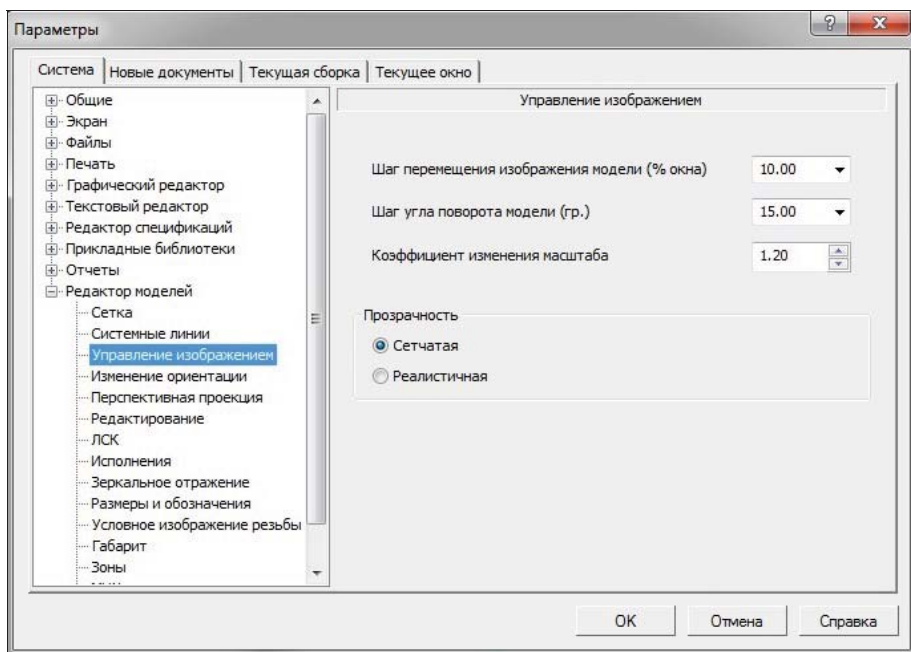 Параметры
Система
Новые документы
Текущая сборка
Текущее окно
Общие
Экран
Файлы
Печать
Графический редактор
Текстовый редактор
Редактор спецификаций
Прикладные библиотеки
Отчеты
Редактор моделей
Сетка
Системные линии
Управление изображением
Изменение ориентации
Перспективная проекция
Редактирование
ЛСК
Исполнения
Зеркальное отражение
Размеры и обозначения
Условное изображение резьбы
Габарит
Зоны
Управление изображением
Шаг перемещения изображения модели (% окна) 10.00
Шаг угла поворота модели (гр.) 15.00
Коэффициент изменения масштаба 1.20
Прозрачность
Сетчатая
Реалистичная
OK
Отмена
Справка